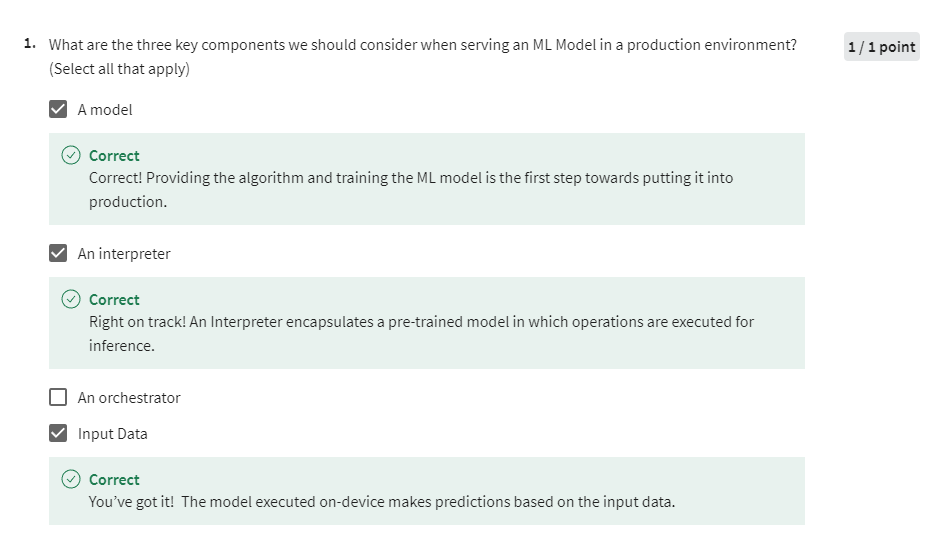 1. What are the three key components we should consider when serving an ML Model in a production environment?
1 / 1 point
(Select all that apply)
A model
Correct
Correct! Providing the algorithm and training the ML model is the first step towards putting it into
production.
An interpreter
Correct
Right on track! An Interpreter encapsulates a pre-trained model in which operations are executed for
inference.
An orchestrator
Input Data
Correct
You’ve got it!  The model executed on-device makes predictions based on the input data.